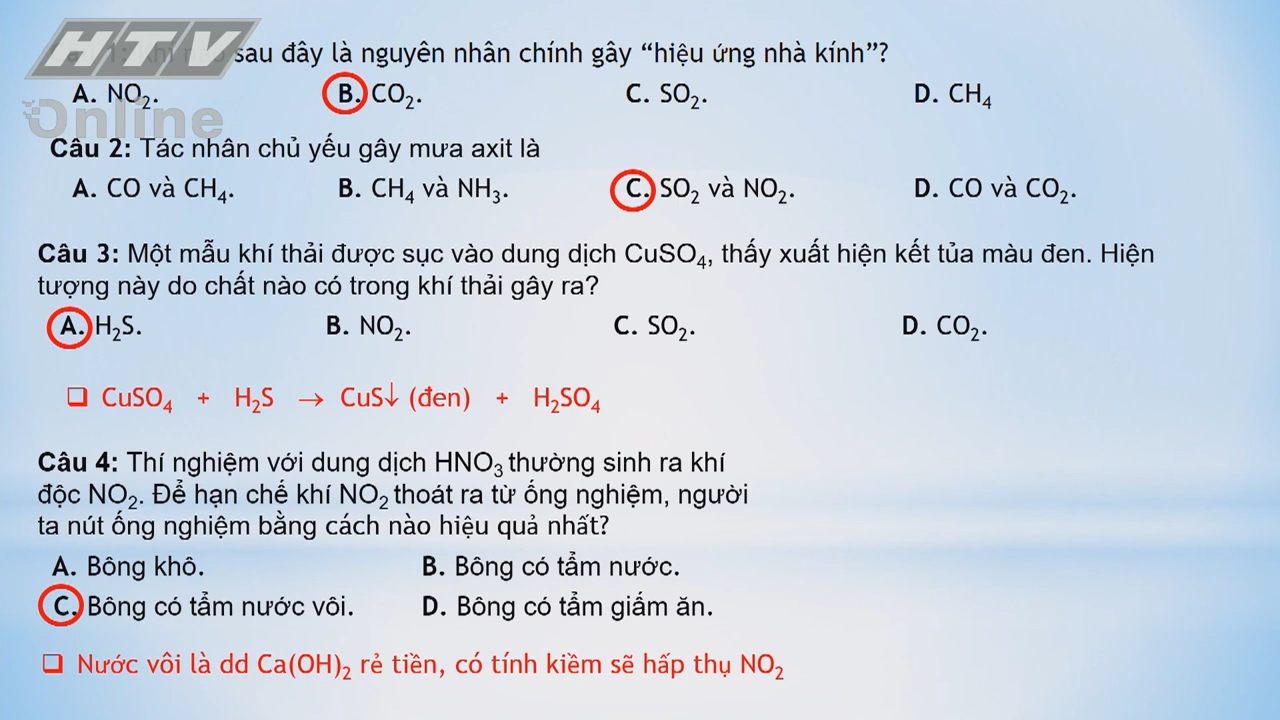 HTV
Online
sau đây là nguyên nhân chính gây “hiệu ứng nhà kính”?
A. NO₂. B. CO₂. C. SO₂. D. CH₄
Câu 2: Tác nhân chủ yếu gây mưa axit là
A. CO và CH₄. B. CH₄ và NH₃. C. SO₂ và NO₂. D. CO và CO₂.
Câu 3: Một mẫu khí thải được sục vào dung dịch CuSO₄, thấy xuất hiện kết tủa màu đen. Hiện
tượng này do chất nào có trong khí thải gây ra?
A. H₂S. B. NO₂. C. SO₂. D. CO₂.
❑ CuSO₄ + H₂S → CuS↓ (đen) + H₂SO₄
Câu 4: Thí nghiệm với dung dịch HNO₃ thường sinh ra khí
độc NO₂. Để hạn chế khí NO₂ thoát ra từ ống nghiệm, người
ta nút ống nghiệm bằng cách nào hiệu quả nhất?
A. Bông khô. B. Bông có tẩm nước.
C. Bông có tẩm nước vôi. D. Bông có tẩm giấm ăn.
❑ Nước vôi là dd Ca(OH)₂ rẻ tiền, có tính kiềm sẽ hấp thụ NO₂